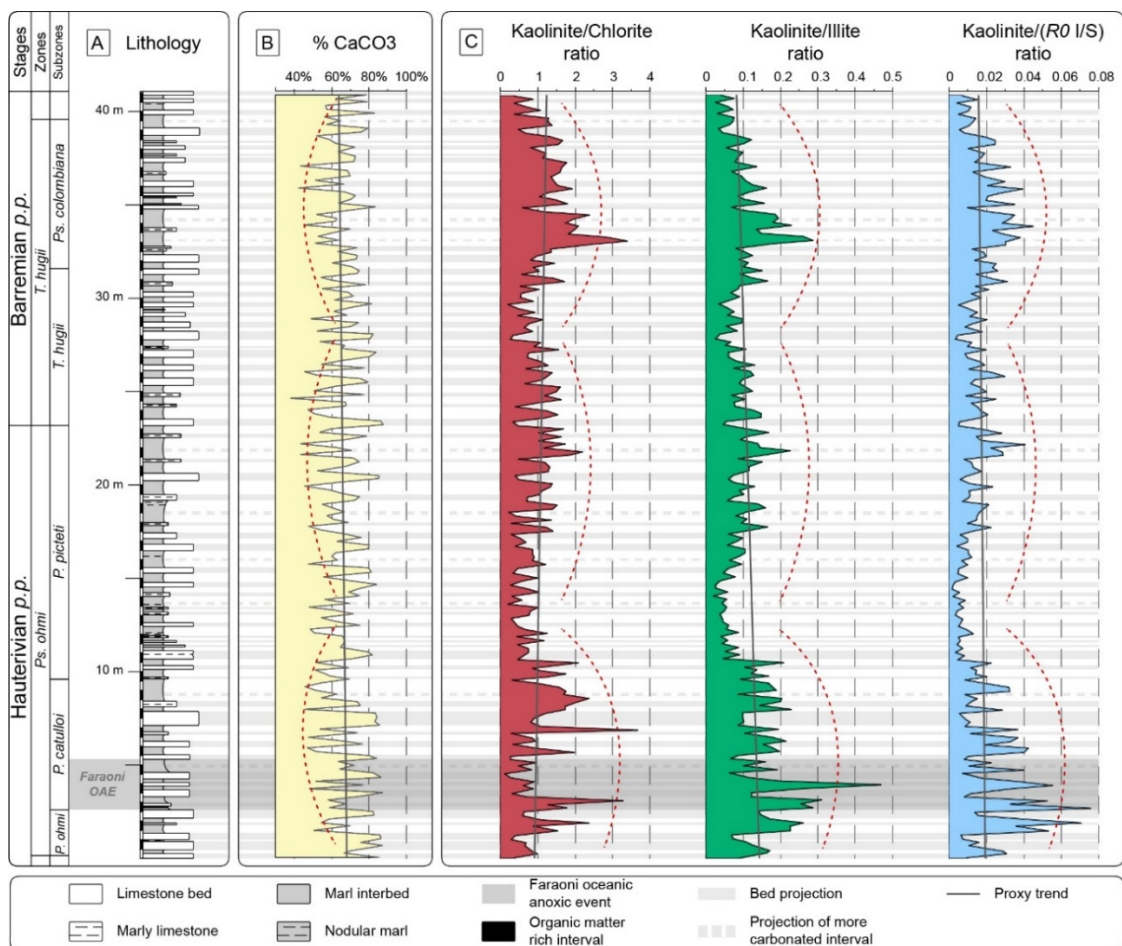 Stages
Zones
Subzones
A Lithology
B % CaCO3
C Kaolinite/Chlorite ratio
Kaolinite/Illite ratio
Kaolinite/(R0 I/S) ratio
40% 60% 80% 100%
0 1 2 3 4
0 0.1 0.2 0.3 0.4 0.5
0 0.02 0.04 0.06 0.08
40 m
30 m
20 m
10 m
Barremian p.p.
Hauterivian p.p.
T. hugii
Ps. ohmi
Ps. colombiana
T. hugii
P. picteti
P. catulloi
P. ohmi
Faraoni
OAE
Limestone bed
Marl interbed
Faraoni oceanic
anoxic event
Bed projection
Proxy trend
Marly limestone
Nodular marl
Organic matter
rich interval
Projection of more
carbonated interval